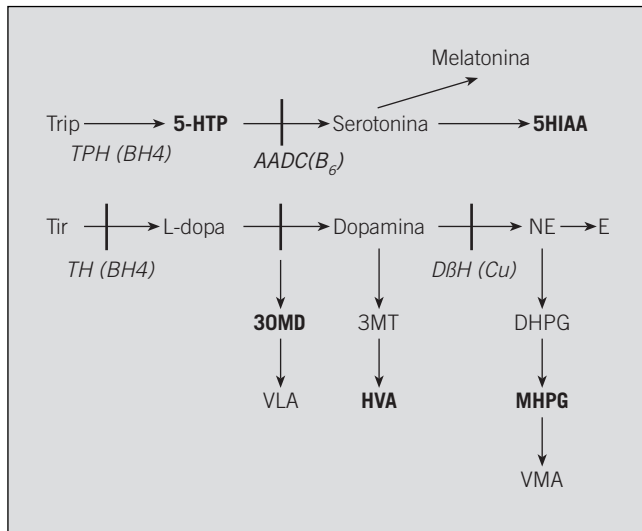 Melatonina
Trip 5-HTP Serotonina 5HIAA
TPH (BH4) AADC(B6)
Tir L-dopa Dopamina NE E
TH (BH4) DßH (Cu)
3OMD 3MT DHPG
VLA HVA MHPG
VMA